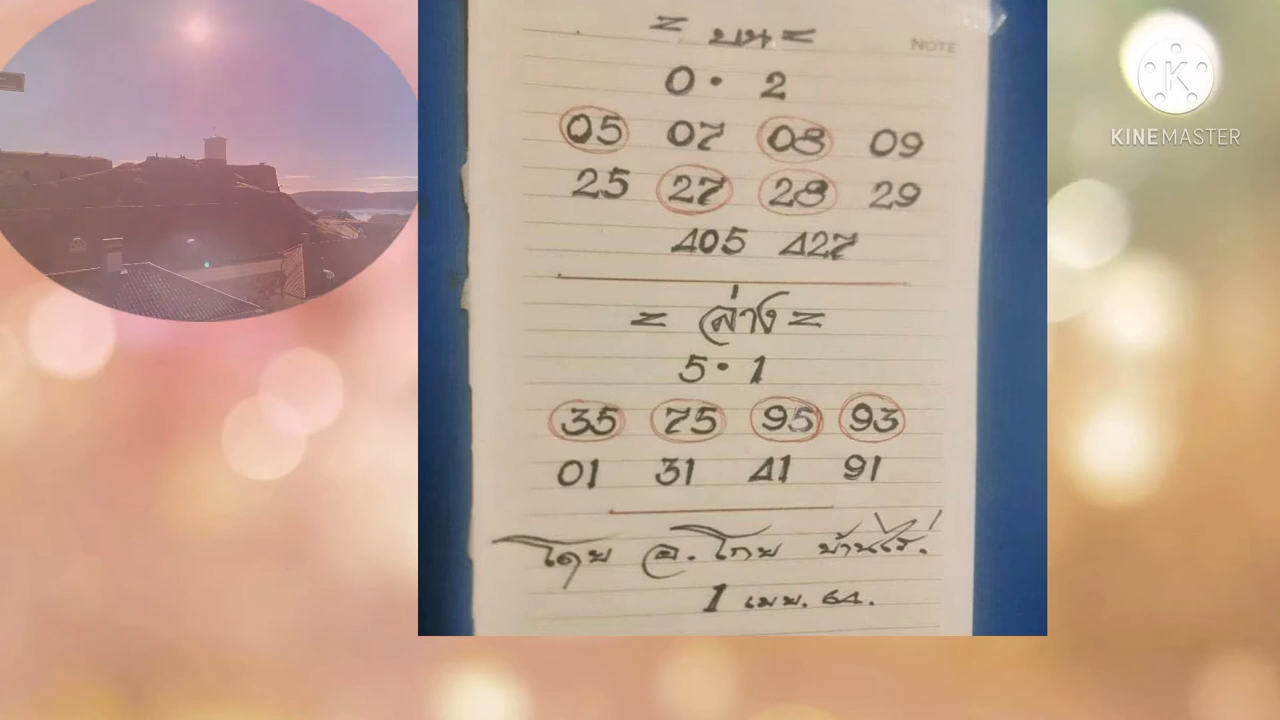 = บน =
NOTE
0 • 2
05 07 08 09
25 27 28 29
405 427
= ล่าง =
5 • 1
35 75 95 93
01 31 41 91
โดย อ. โกย บ้านไร่.
1 เมย. 64.
K
KINEMASTER